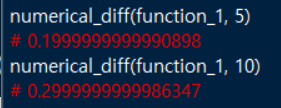 numerical_diff(function_1, 5)
# 0.1999999999990898
numerical_diff(function_1, 10)
# 0.2999999999986347